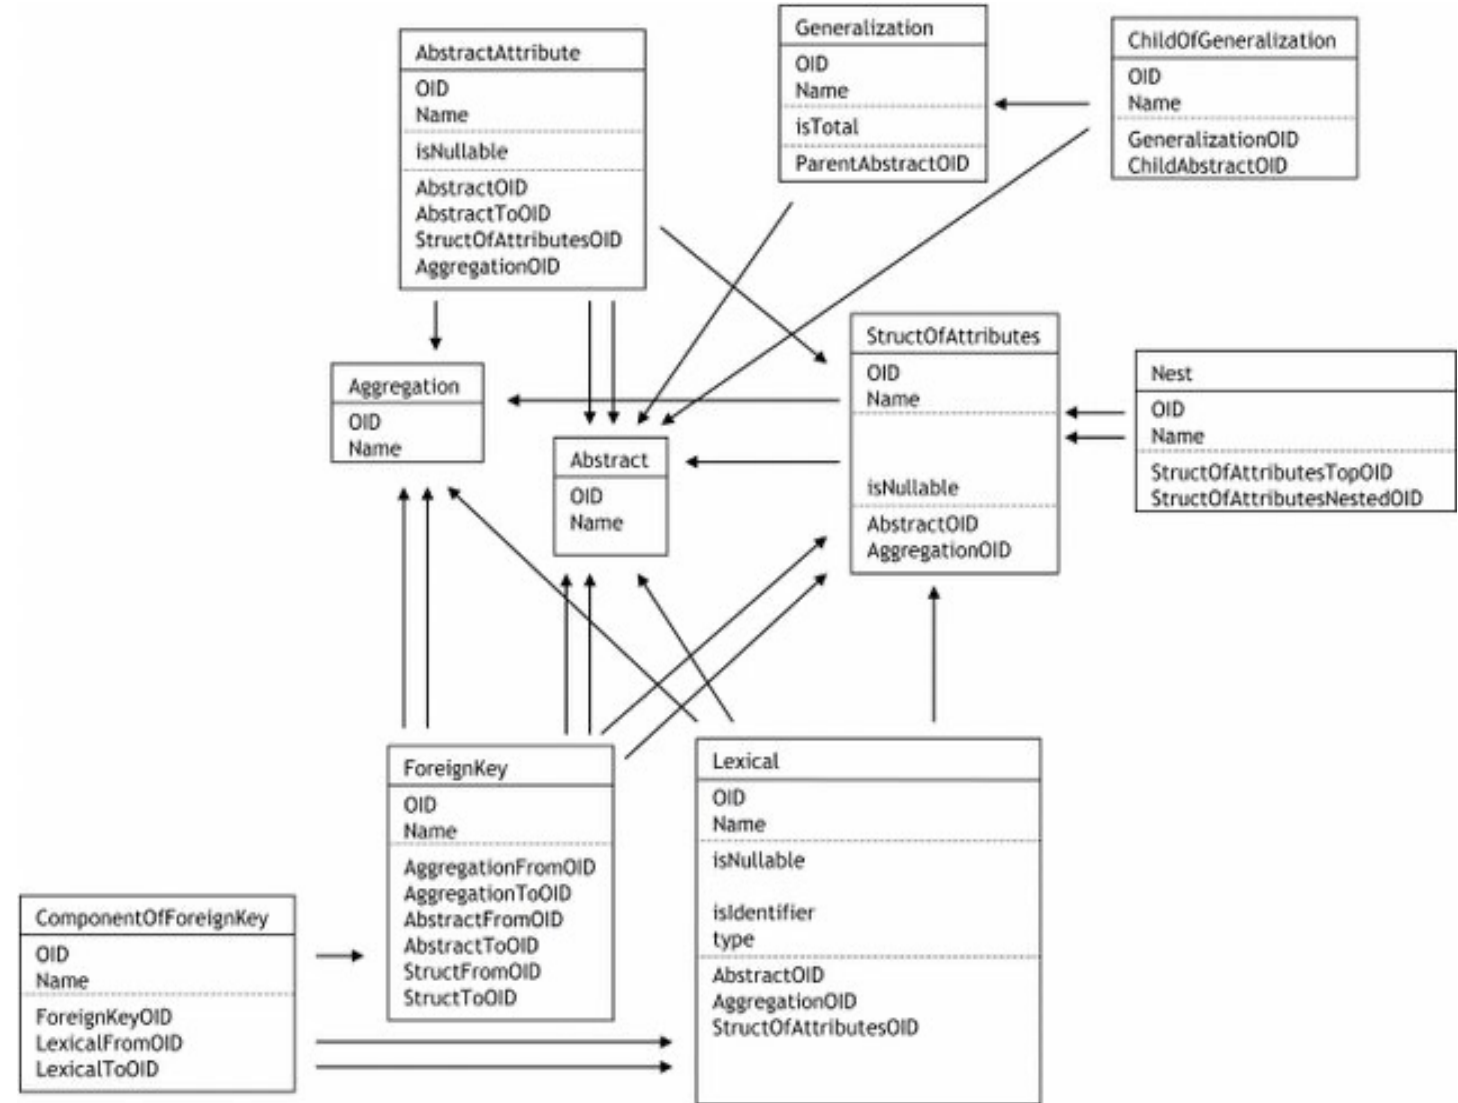 AbstractAttribute
OID
Name
isNullable
AbstractOID
AbstractToOID
StructOfAttributesOID
AggregationOID
Generalization
OID
Name
isTotal
ParentAbstractOID
ChildOfGeneralization
OID
Name
GeneralizationOID
ChildAbstractOID
Aggregation
OID
Name
Abstract
OID
Name
StructOfAttributes
OID
Name
isNullable
AbstractOID
AggregationOID
Nest
OID
Name
StructOfAttributesTopOID
StructOfAttributesNestedOID
ForeignKey
OID
Name
AggregationFromOID
AggregationToOID
AbstractFromOID
AbstractToOID
StructFromOID
StructToOID
Lexical
OID
Name
isNullable
isIdentifier
type
AbstractOID
AggregationOID
StructOfAttributesOID
ComponentOfForeignKey
OID
Name
ForeignKeyOID
LexicalFromOID
LexicalToOID